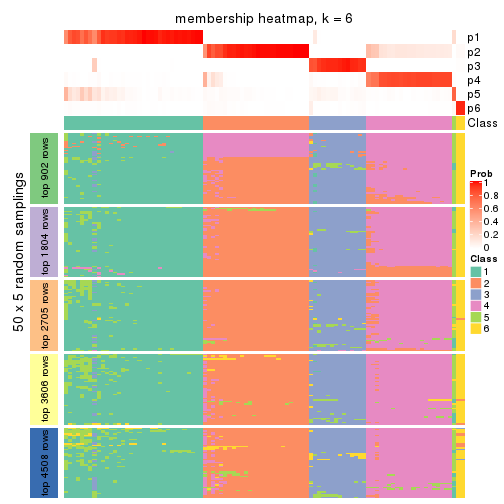 membership heatmap, k = 6
p1
p2
p3
p4
p5
p6
Class
50 x 5 random samplings
top 902 rows
top 1804 rows
top 2705 rows
top 3606 rows
top 4508 rows
Prob
1
0.8
0.6
0.4
0.2
0
Class
1
2
3
4
5
6